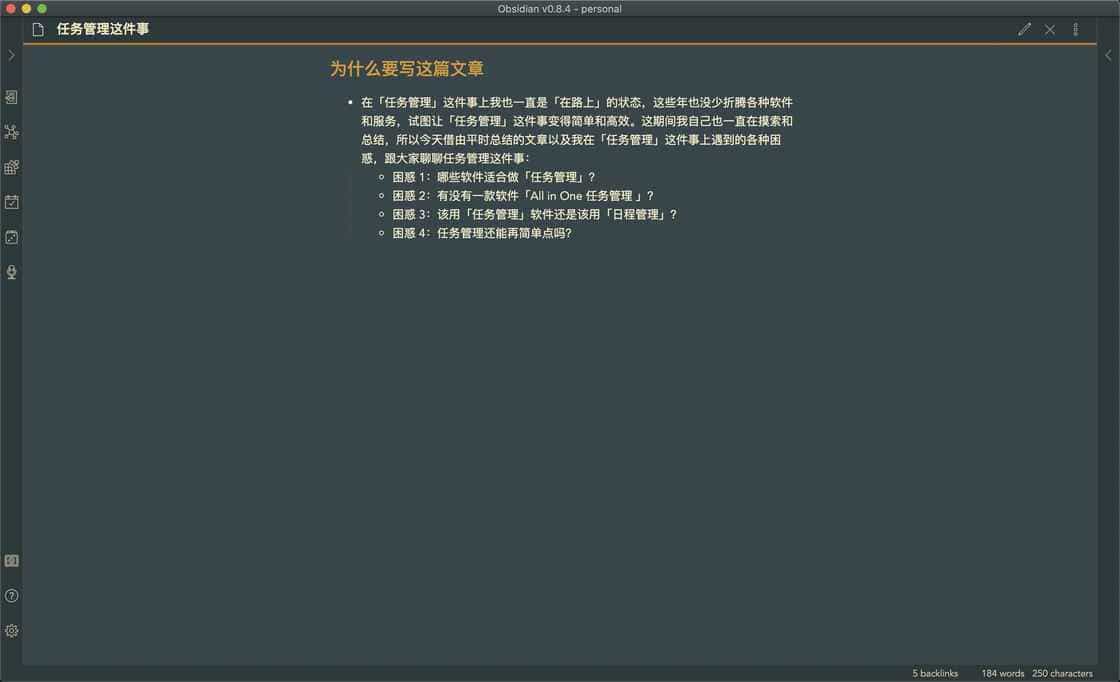 Obsidian v0.8.4 - personal
任务管理这件事
为什么要写这篇文章
在「任务管理」这件事上我也一直是「在路上」的状态，这些年也没少折腾各种软件
和服务，试图让「任务管理」这件事变得简单和高效。这期间我自己也一直在摸索和
总结，所以今天借由平时总结的文章以及我在「任务管理」这件事上遇到的各种困
惑，跟大家聊聊任务管理这件事：
困惑 1：哪些软件适合做「任务管理」？
困惑 2：有没有一款软件「All in One 任务管理 」？
困惑 3：该用「任务管理」软件还是该用「日程管理」？
困惑 4：任务管理还能再简单点吗？
5 backlinks 184 words 250 characters